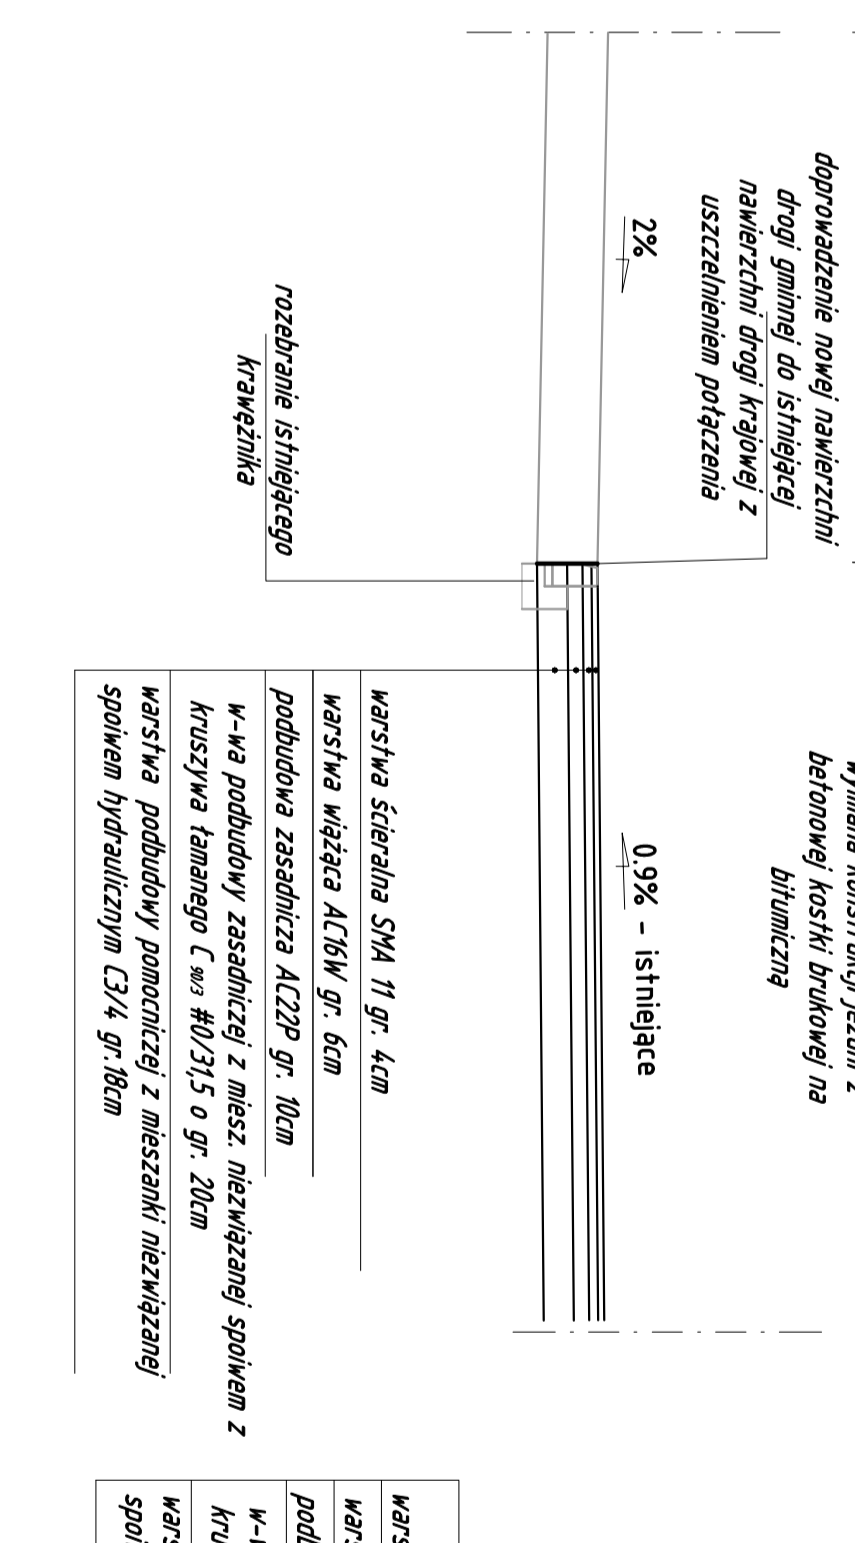 doprowadzenie nowej nawierzchni
drogi gminnej do istniejącej
nawierzchni drogi krajowej z
uszczelnieniem połączenia
2%
rozebranie istniejącego
krawężnika
betonowej kostki brukowej na
bitumiczną
0.9% - istniejące
warstwa ścieralna SMA 11 gr. 4cm
warstwa wiążąca AC16W gr. 6cm
podbudowa zasadnicza AC22P gr. 10cm
w-wa podbudowy zasadniczej z miesz. niezwiązanej spoiwem z
kruszywa łamanego C 90/3 #0/31,5 o gr. 20cm
warstwa podbudowy pomocniczej z mieszanki niezwiązanej
spoiwem hydraulicznym C3/4 gr.18cm